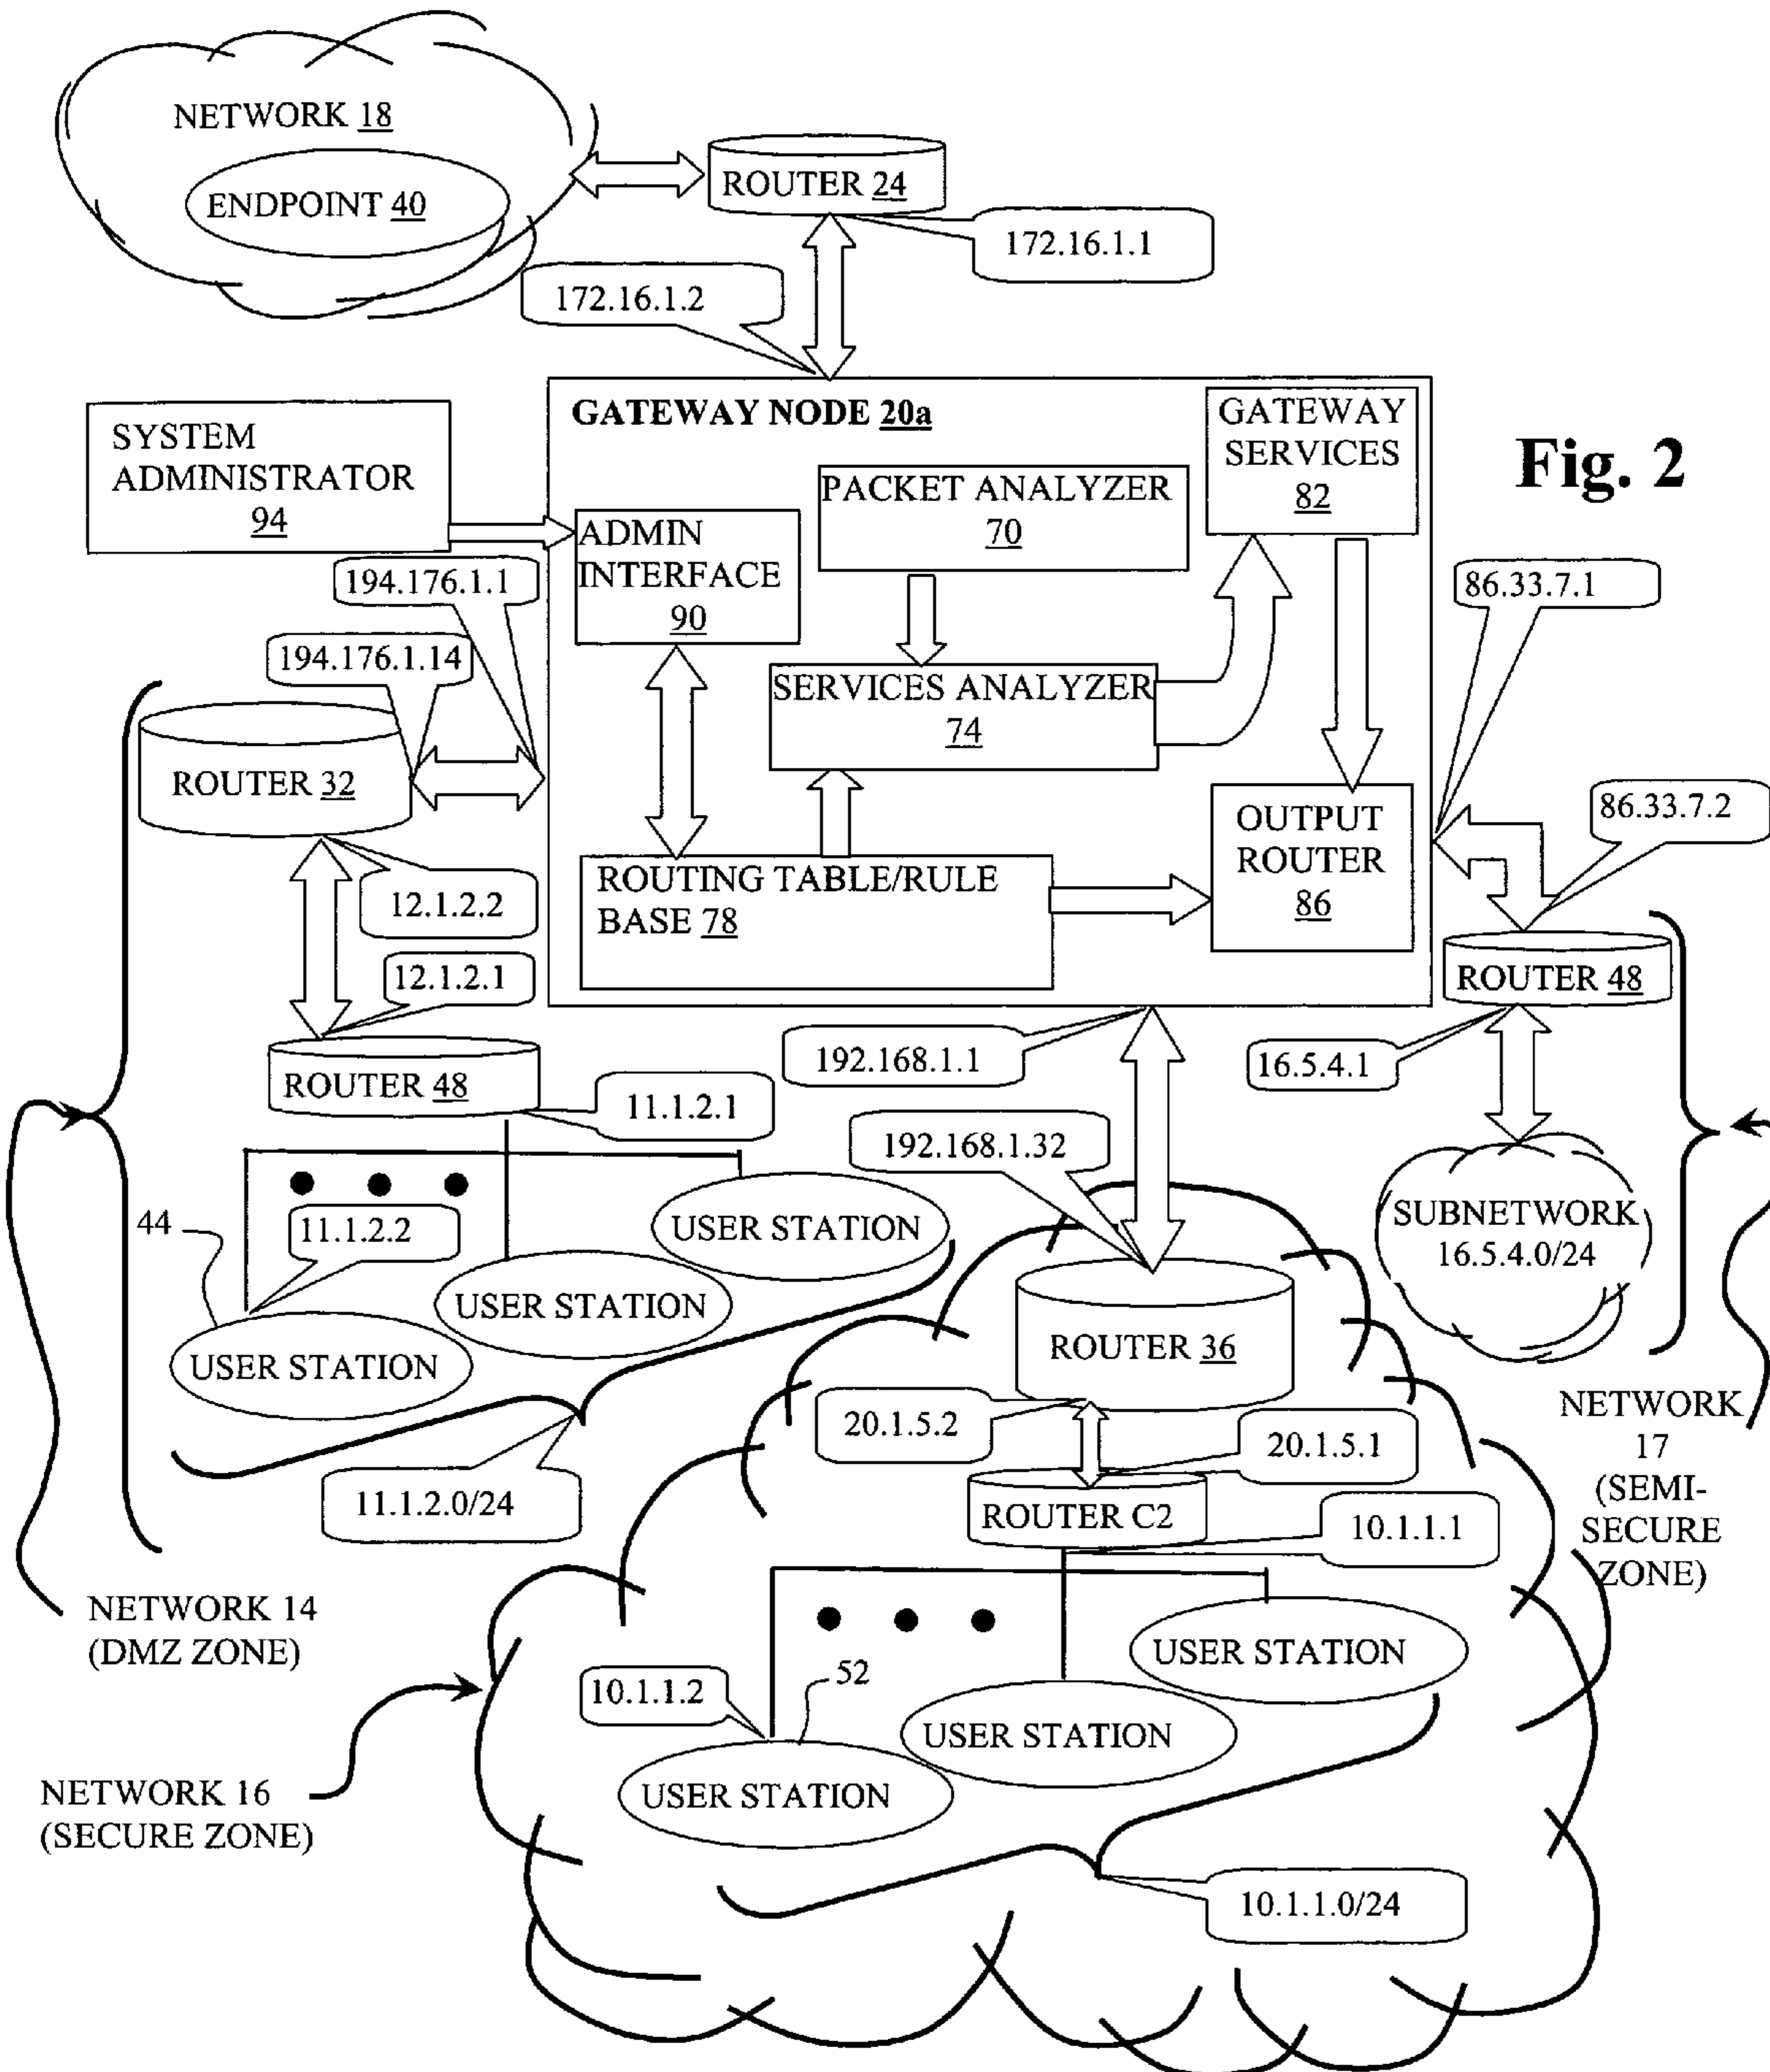 NETWORK 18
ENDPOINT 40
ROUTER 24
172.16.1.1
172.16.1.2
GATEWAY NODE 20a
GATEWAY
SERVICES
82
SYSTEM
ADMINISTRATOR
94
Fig. 2
PACKET ANALYZER
70
ADMIN
INTERFACE
90
194.176.1.1
86.33.7.1
194.176.1.14
SERVICES ANALYZER
74
ROUTER 32
86.33.7.2
OUTPUT
ROUTER
86
ROUTING TABLE/RULE
BASE 78
12.1.2.2
12.1.2.1
ROUTER 48
192.168.1.1
16.5.4.1
ROUTER 48
11.1.2.1
192.168.1.32
44
11.1.2.2
USER STATION
USER STATION
USER STATION
SUBNETWORK
16.5.4.0/24
ROUTER 36
20.1.5.2
20.1.5.1
NETWORK
17
(SEMI-
SECURE
ZONE)
11.1.2.0/24
ROUTER C2
10.1.1.1
NETWORK 14
(DMZ ZONE)
10.1.1.2
52
USER STATION
USER STATION
USER STATION
NETWORK 16
(SECURE ZONE)
10.1.1.0/24